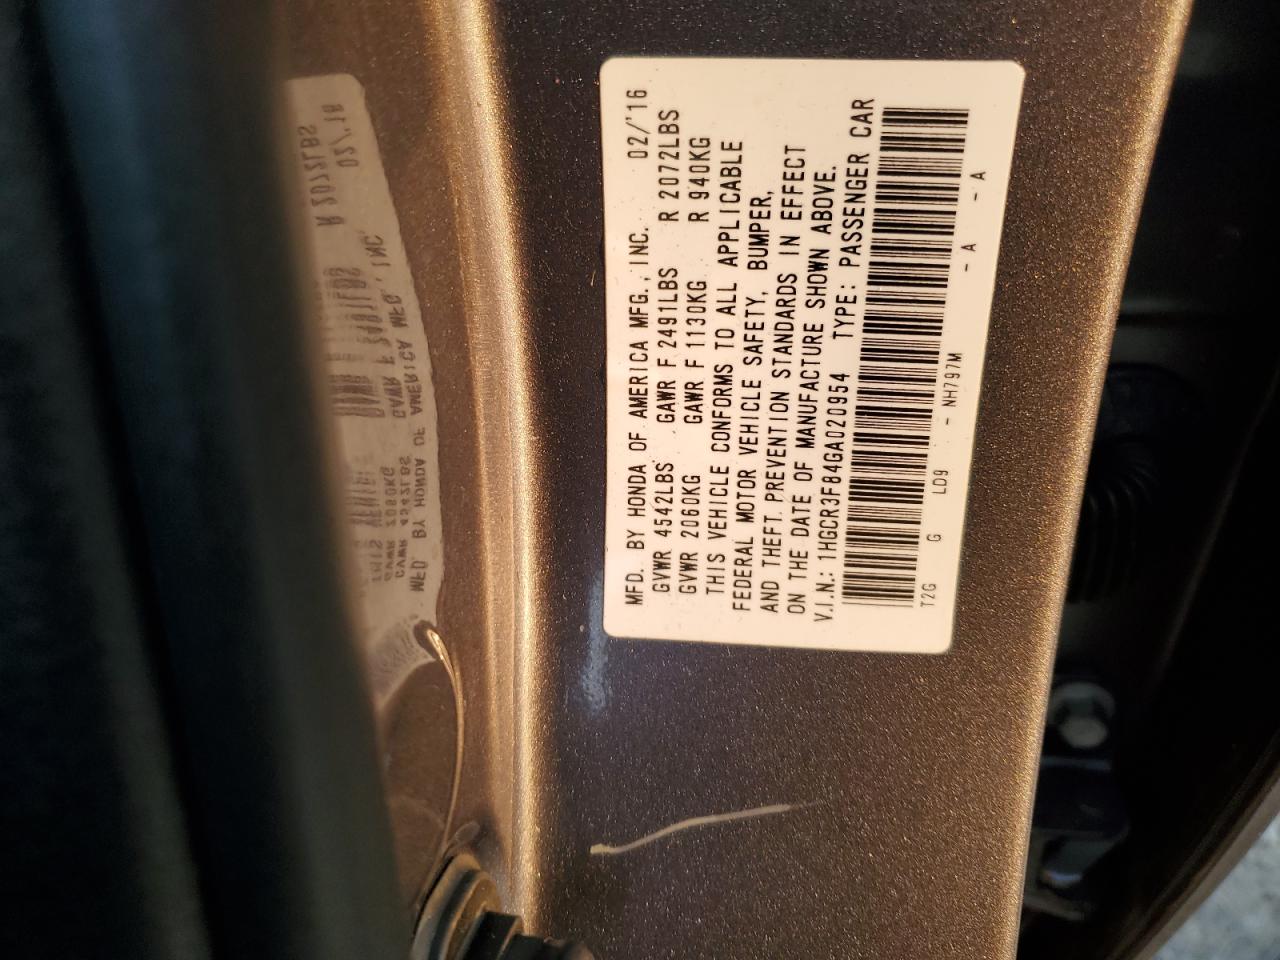 MFD. BY HONDA OF AMERICA MFG., INC. 02/'16
GVWR 4542LBS GAWR F 2491LBS R 2072LBS
GVWR 2060KG GAWR F 1130KG R 940KG
THIS VEHICLE CONFORMS TO ALL APPLICABLE
FEDERAL MOTOR VEHICLE SAFETY, BUMPER,
AND THEFT PREVENTION STANDARDS IN EFFECT
ON THE DATE OF MANUFACTURE SHOWN ABOVE.
V.I.N.: 1HGCR3F84GA020954 TYPE: PASSENGER CAR
T2G G LD9 - NH797M - A - A